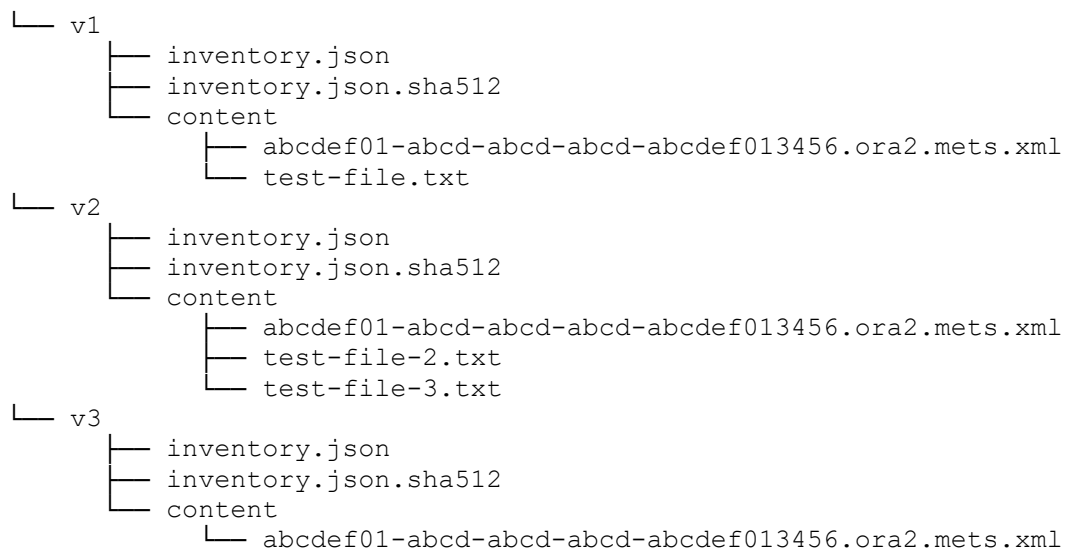 └── v1
├── inventory.json
├── inventory.json.sha512
└── content
├── abcdef01-abcd-abcd-abcd-abcdef013456.ora2.mets.xml
└── test-file.txt
└── v2
├── inventory.json
├── inventory.json.sha512
└── content
├── abcdef01-abcd-abcd-abcd-abcdef013456.ora2.mets.xml
├── test-file-2.txt
└── test-file-3.txt
└── v3
├── inventory.json
├── inventory.json.sha512
└── content
└── abcdef01-abcd-abcd-abcd-abcdef013456.ora2.mets.xml